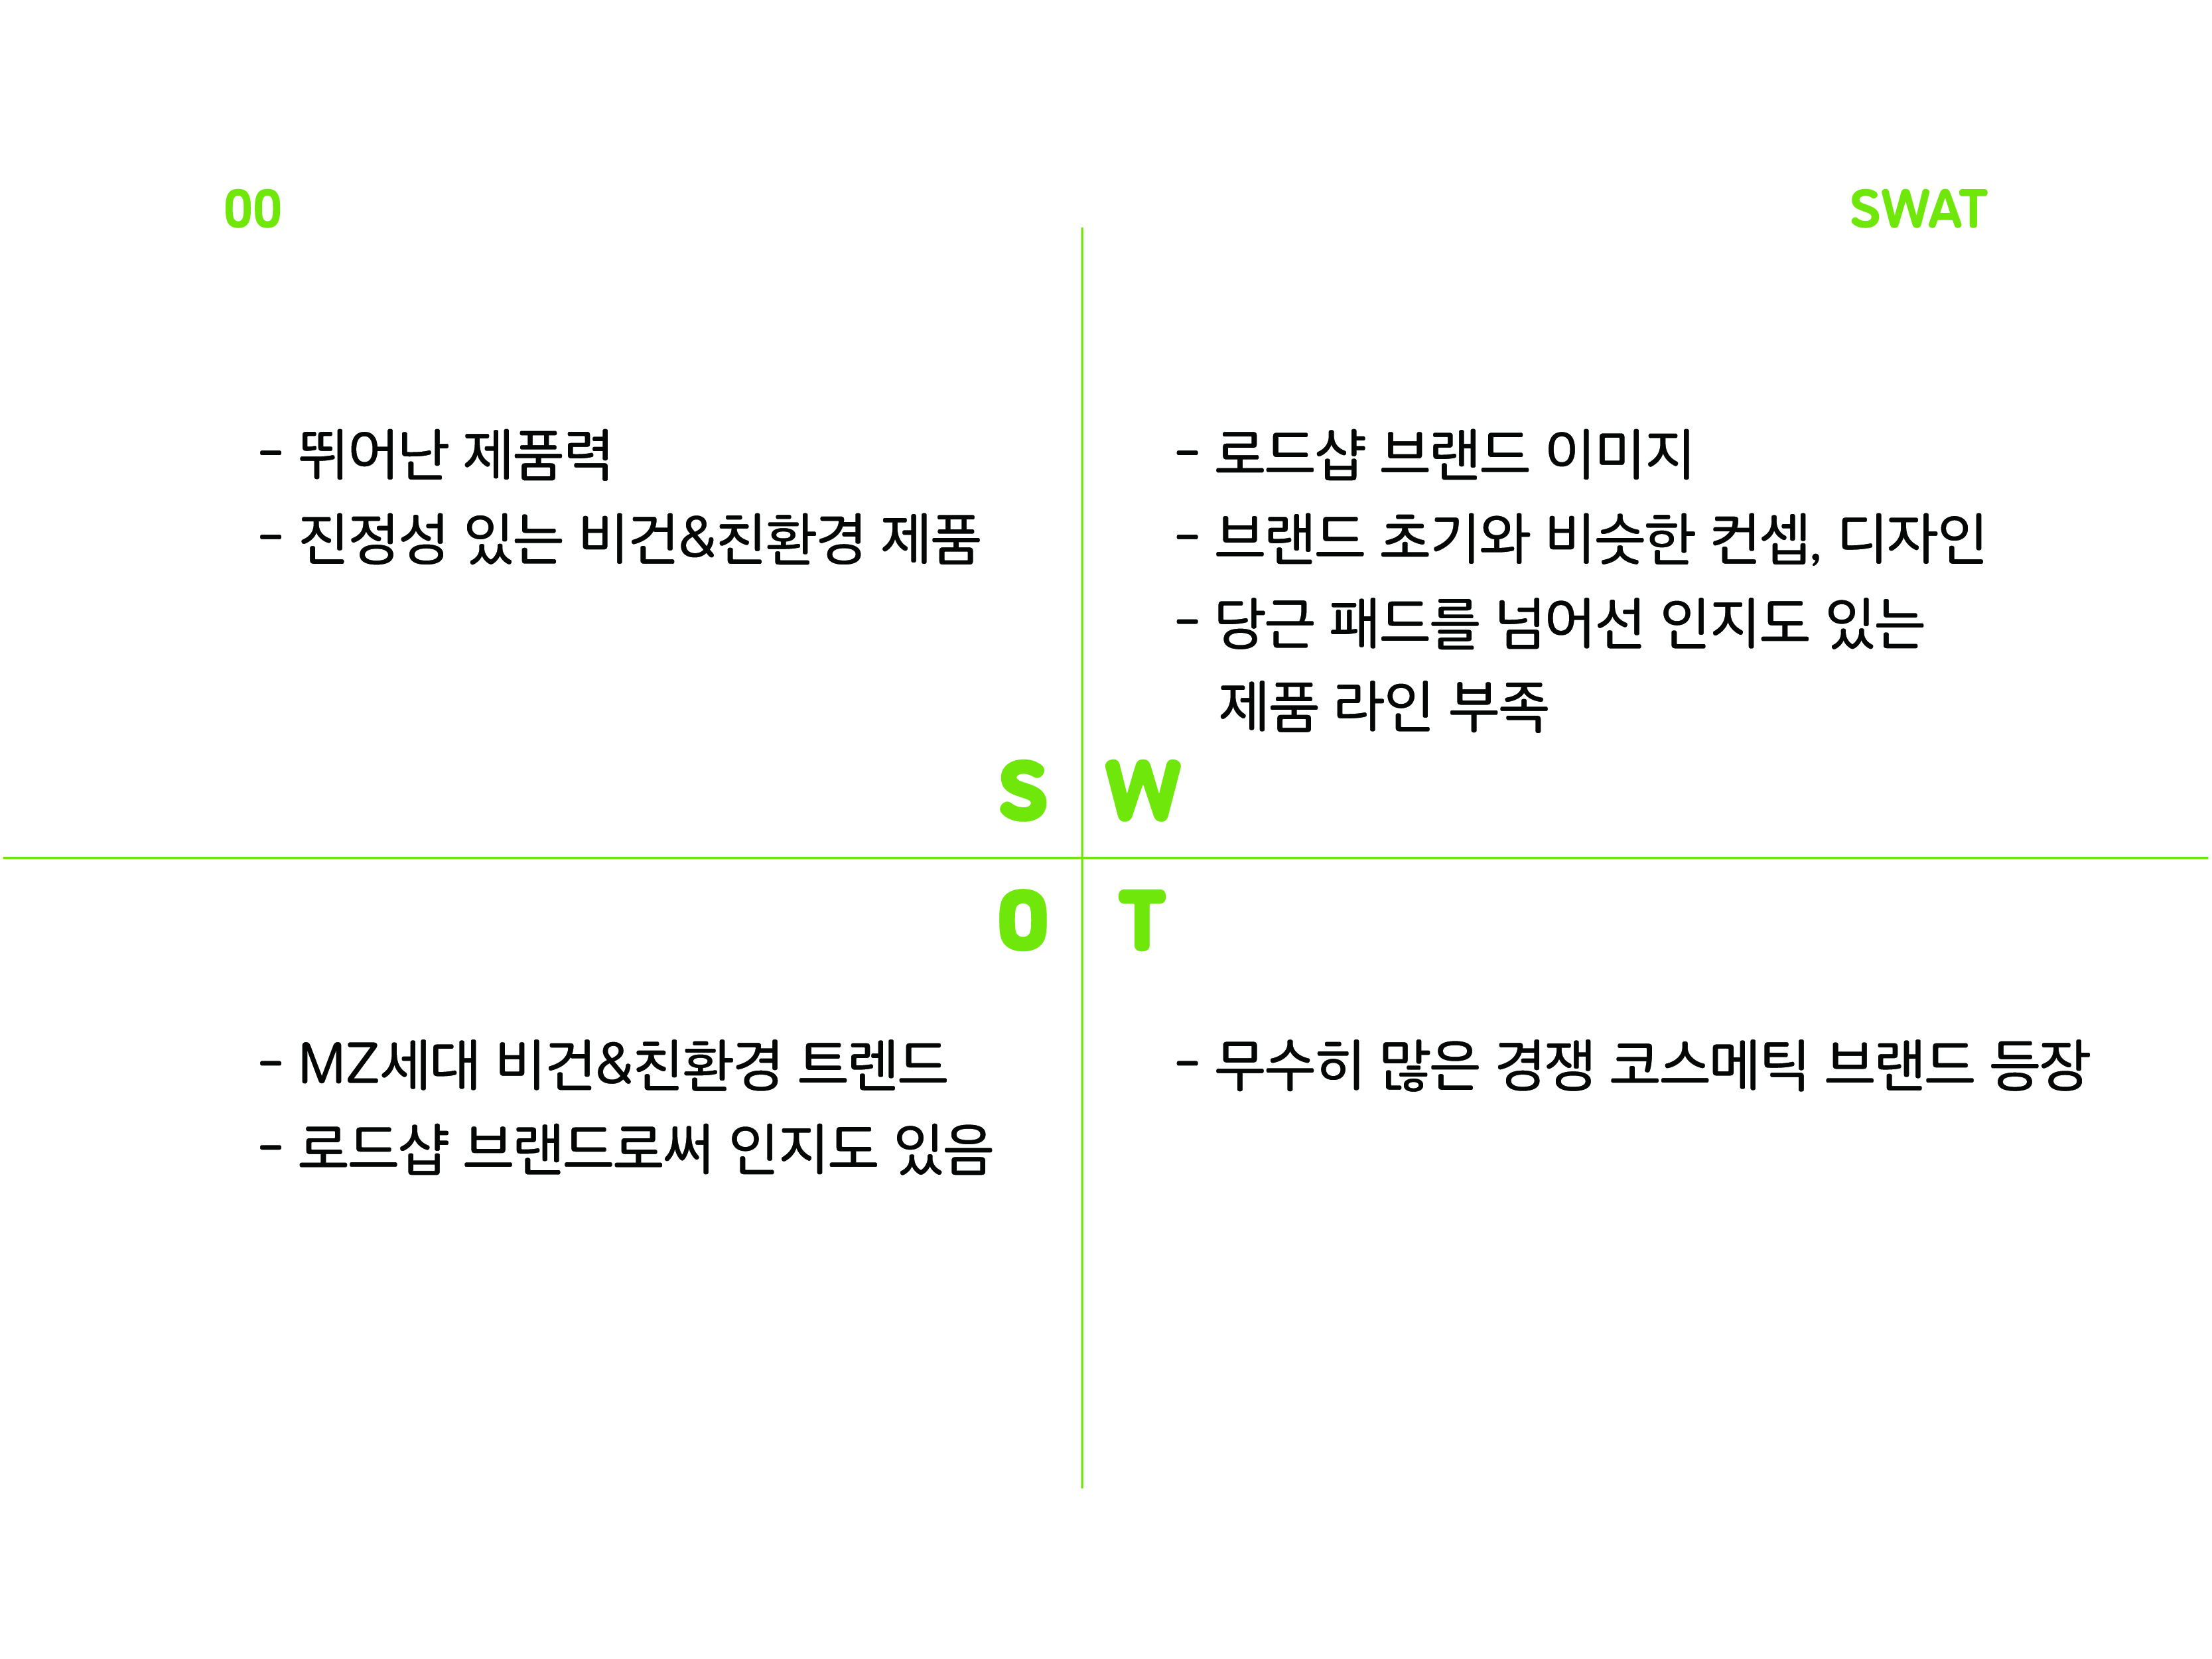 00
SWAT
- 뛰어난 제품력
- 진정성 있는 비건&친환경 제품
- 로드샵 브랜드 이미지
- 브랜드 초기와 비슷한 컨셉, 디자인
- 당근 패드를 넘어선 인지도 있는
제품 라인 부족
S
W
O
T
- MZ세대 비건&친환경 트렌드
- 로드샵 브랜드로써 인지도 있음
- 무수히 많은 경쟁 코스메틱 브랜드 등장